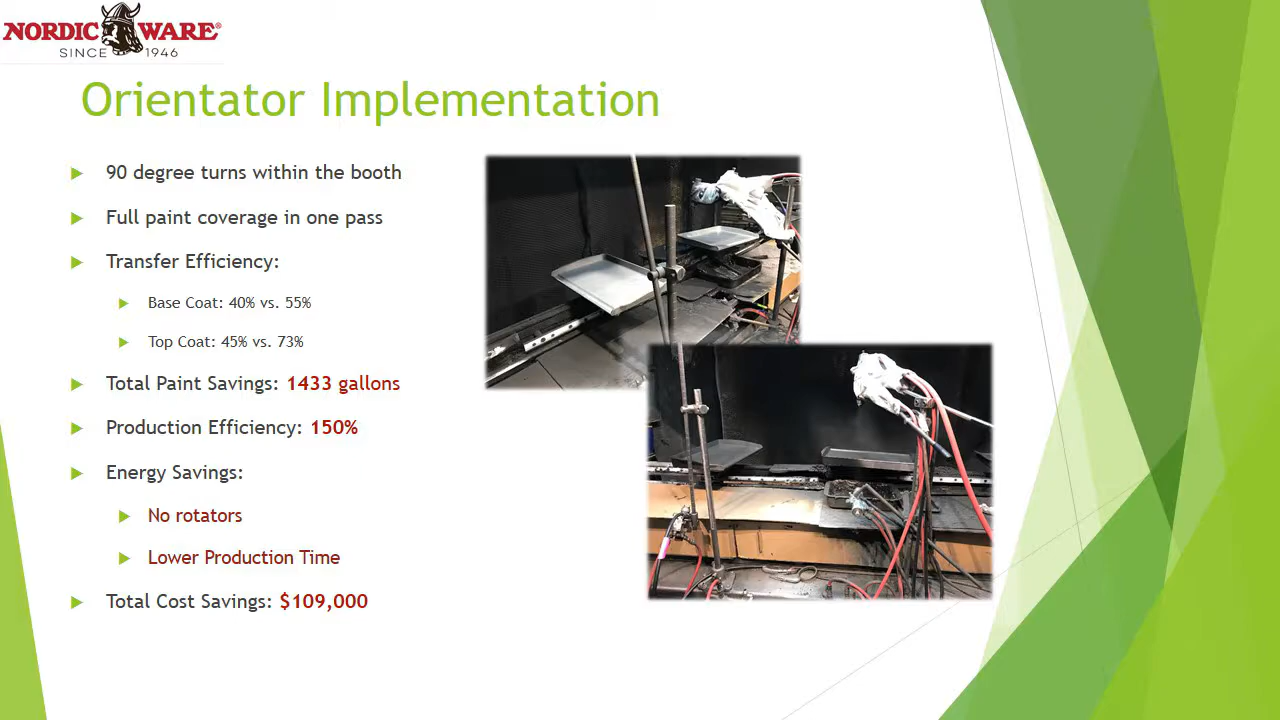 NORDIC WARE®
SINCE 1946
Orientator Implementation
90 degree turns within the booth
Full paint coverage in one pass
Transfer Efficiency:
Base Coat: 40% vs. 55%
Top Coat: 45% vs. 73%
Total Paint Savings: 1433 gallons
Production Efficiency: 150%
Energy Savings:
No rotators
Lower Production Time
Total Cost Savings: $109,000